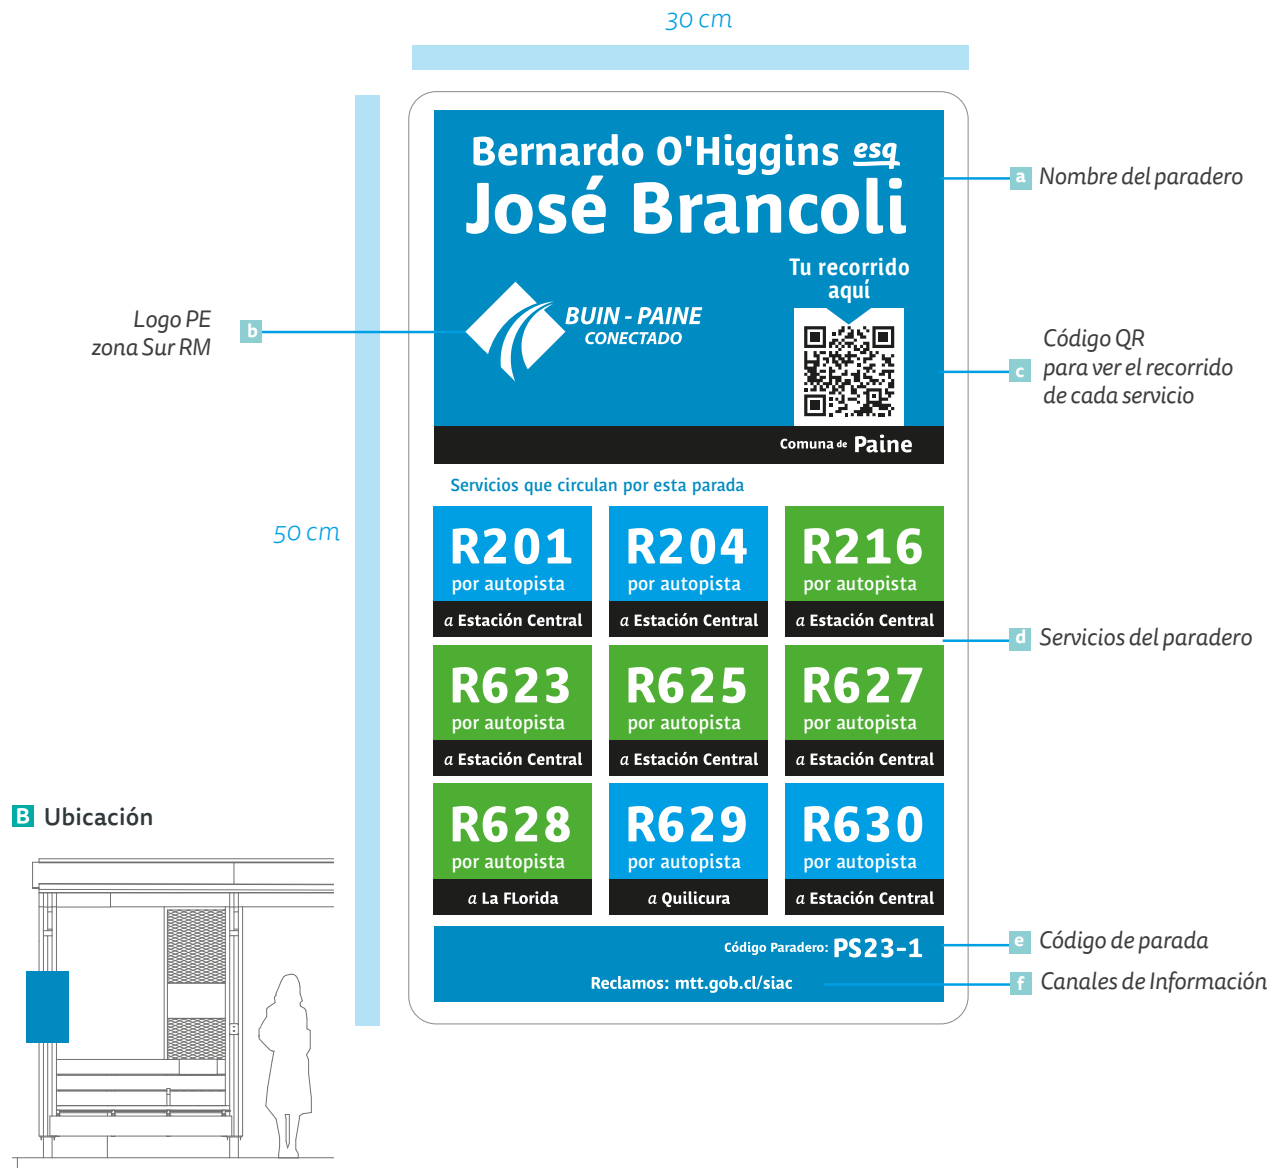 30 cm
Bernardo O'Higgins esq
José Brancoli
a Nombre del paradero
Tu recorrido
aquí
BUIN - PAINE
CONECTADO
Logo PE
zona Sur RM
b
Código QR
para ver el recorrido
de cada servicio
c
Comuna de Paine
Servicios que circulan por esta parada
50 cm
R201
por autopista
a Estación Central
R204
por autopista
a Estación Central
R216
por autopista
a Estación Central
d Servicios del paradero
R623
por autopista
a Estación Central
R625
por autopista
a Estación Central
R627
por autopista
a Estación Central
R628
por autopista
a La FLorida
R629
por autopista
a Quilicura
R630
por autopista
a Estación Central
B Ubicación
Código Paradero: PS23-1
e Código de parada
Reclamos: mtt.gob.cl/siac
f Canales de Información